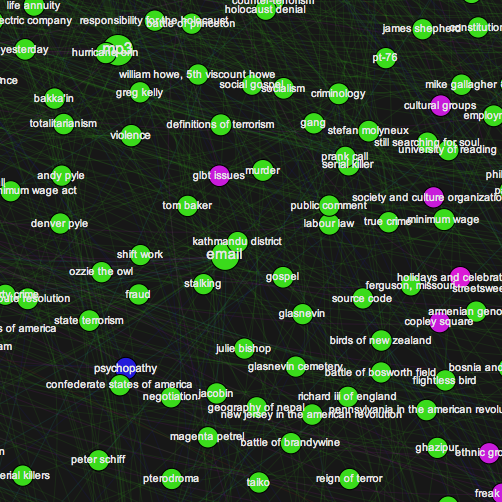 counter-terrorism
life annuity
holocaust denial
electric company
responsibility for the holocaust
battle of princeton
james shepherd
constitution
yesterday
mp3
hurricane erin
pt-76
william howe, 5th viscount howe
social gospel
socialism
mike gallagher
bakka'in
greg kelly
criminology
cultural groups
totalitarianism
violence
definitions of terrorism
gang
stefan molyneux
still searching for soul
university of reading
prank call
serial killer
andy pyle
glbt issues
murder
minimum wage act
tom baker
public comment
society and culture organizatio
denver pyle
labour law
true crime
minimum wage
kathmandu district
email
shift work
ozzie the owl
stalking
gospel
ferguson, missouri
holidays and celebrat
streetswee
fraud
source code
state terrorism
glasnevin
armenian geno
copley square
s of america
am
julie bishop
birds of new zealand
psychopathy
glasnevin cemetery
battle of bosworth field
bosnia and
confederate states of america
flightless bird
negotiation
jacobin
richard iii of england
geography of nepal
new jersey in the american revolution
pennsylvania in the american revolu
magenta petrel
battle of brandywine
ghazipur
ethnic gro
peter schiff
erial killers
pterodroma
taiko
reign of terror
freak